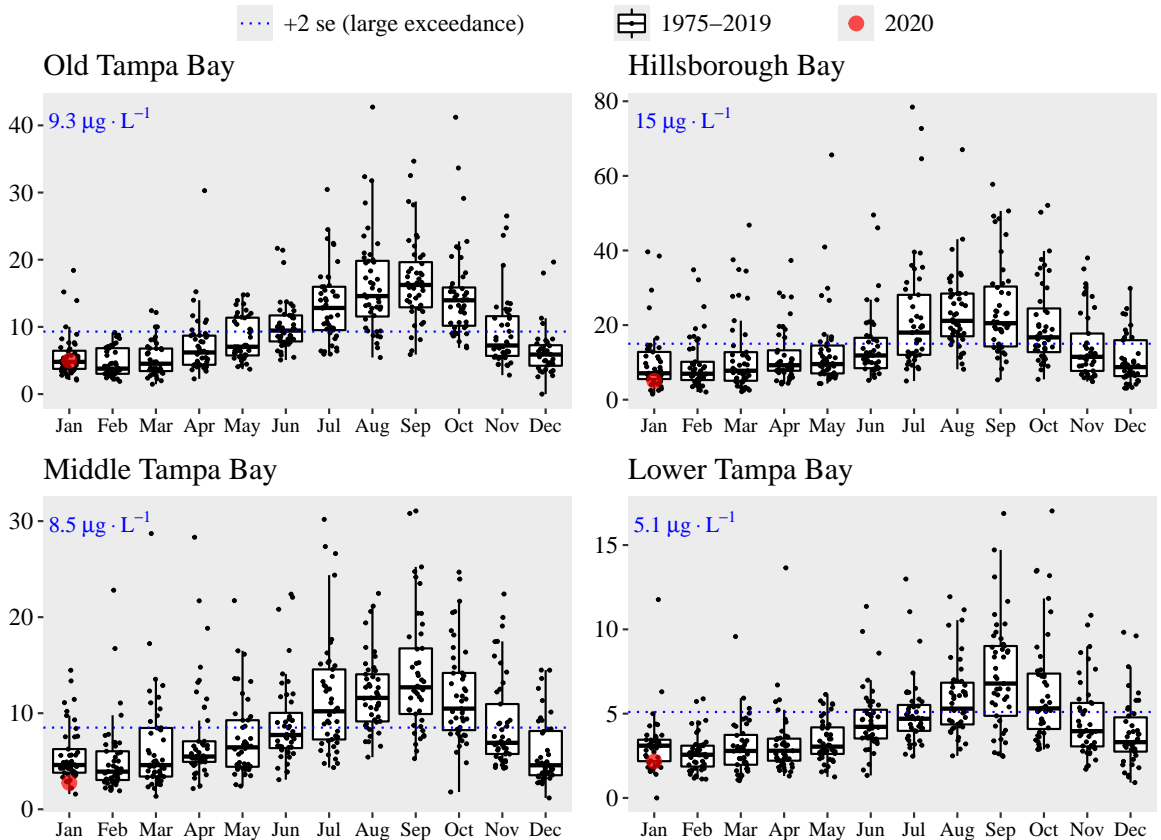 +2 se (large exceedance) 1975–2019 2020
Old Tampa Bay
9.3 μg · L⁻¹
40
30
20
10
0
Jan Feb Mar Apr May Jun Jul Aug Sep Oct Nov Dec
Hillsborough Bay
15 μg · L⁻¹
80
60
40
20
0
Jan Feb Mar Apr May Jun Jul Aug Sep Oct Nov Dec
Middle Tampa Bay
8.5 μg · L⁻¹
30
20
10
0
Jan Feb Mar Apr May Jun Jul Aug Sep Oct Nov Dec
Lower Tampa Bay
5.1 μg · L⁻¹
15
10
5
0
Jan Feb Mar Apr May Jun Jul Aug Sep Oct Nov Dec